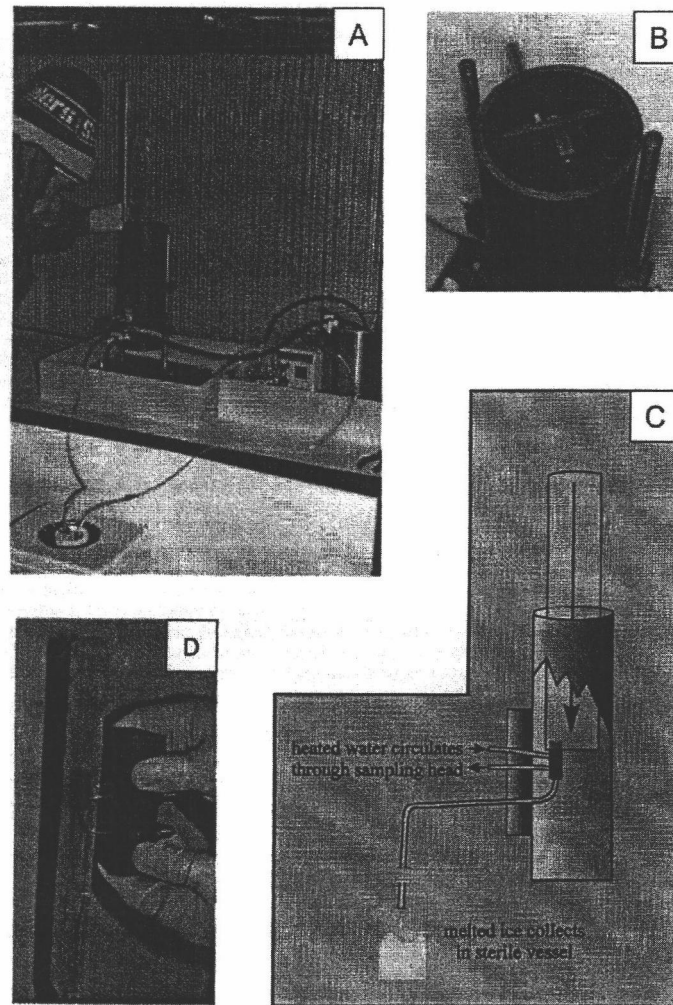 A
B
C
heated water circulates
through sampling head
melted ice collects
in sterile vessel
D